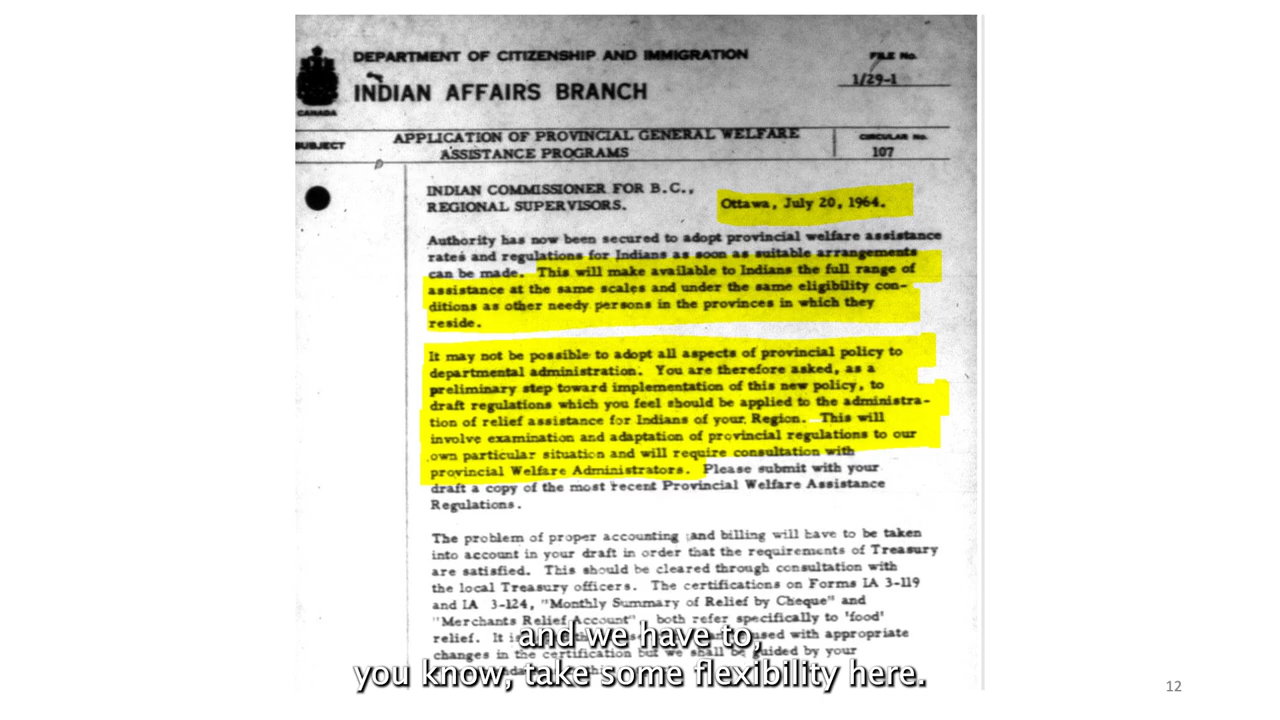 DEPARTMENT OF CITIZENSHIP AND IMMIGRATION
FILE No.
INDIAN AFFAIRS BRANCH
1/29-1
CANADA
SUBJECT
APPLICATION OF PROVINCIAL GENERAL WELFARE
ASSISTANCE PROGRAMS
CIRCULAR No.
107
INDIAN COMMISSIONER FOR B.C.,
REGIONAL SUPERVISORS.
Ottawa, July 20, 1964.
Authority has now been secured to adopt provincial welfare assistance
rates and regulations for Indians as soon as suitable arrangements
can be made. This will make available to Indians the full range of
assistance at the same scales and under the same eligibility con-
ditions as other needy persons in the provinces in which they
reside.
It may not be possible to adopt all aspects of provincial policy to
departmental administration. You are therefore asked, as a
preliminary step toward implementation of this new policy, to
draft regulations which you feel should be applied to the administra-
tion of relief assistance for Indians of your Region. This will
involve examination and adaptation of provincial regulations to our
own particular situation and will require consultation with
provincial Welfare Administrators. Please submit with your
draft a copy of the most recent Provincial Welfare Assistance
Regulations.
The problem of proper accounting and billing will have to be taken
into account in your draft in order that the requirements of Treasury
are satisfied. This should be cleared through consultation with
the local Treasury officers. The certifications on Forms IA 3-119
and IA 3-124, "Monthly Summary of Relief by Cheque" and
"Merchants Relief Account" both refer specifically to 'food'
relief. It used with appropriate
changes in the certification but we shall be guided by your
and we have to,
you know, take some flexibility here.
12